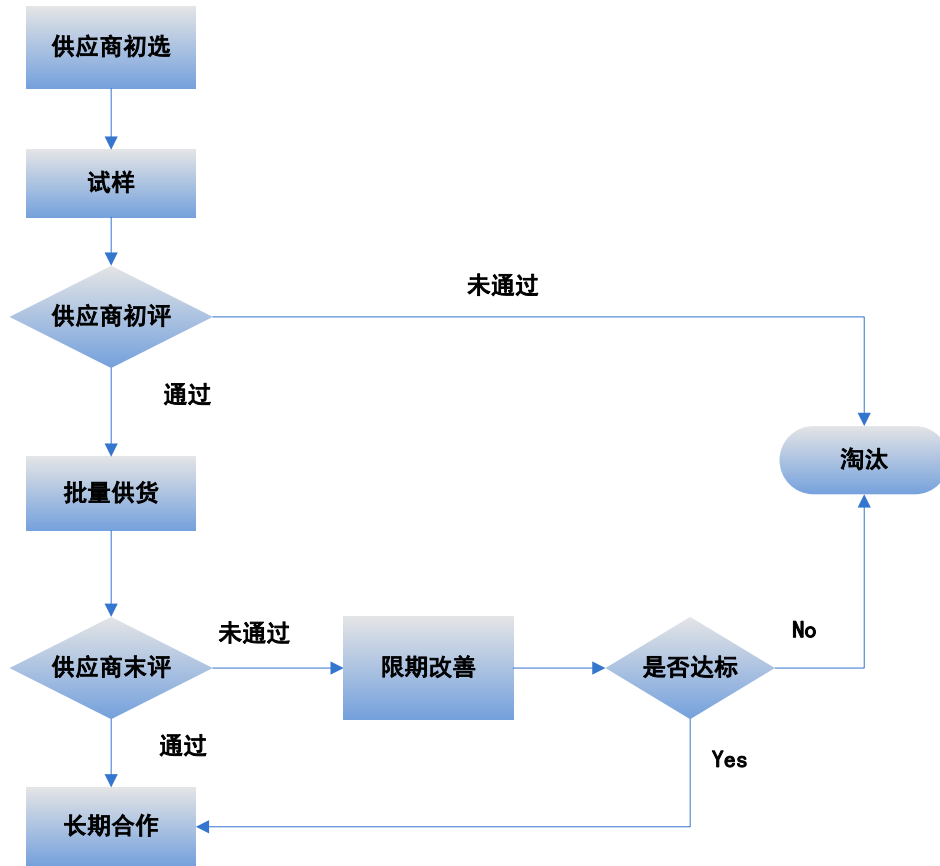 供应商初选
试样
未通过
供应商初评
通过
淘汰
批量供货
No
未通过
供应商末评
限期改善
是否达标
通过
Yes
长期合作